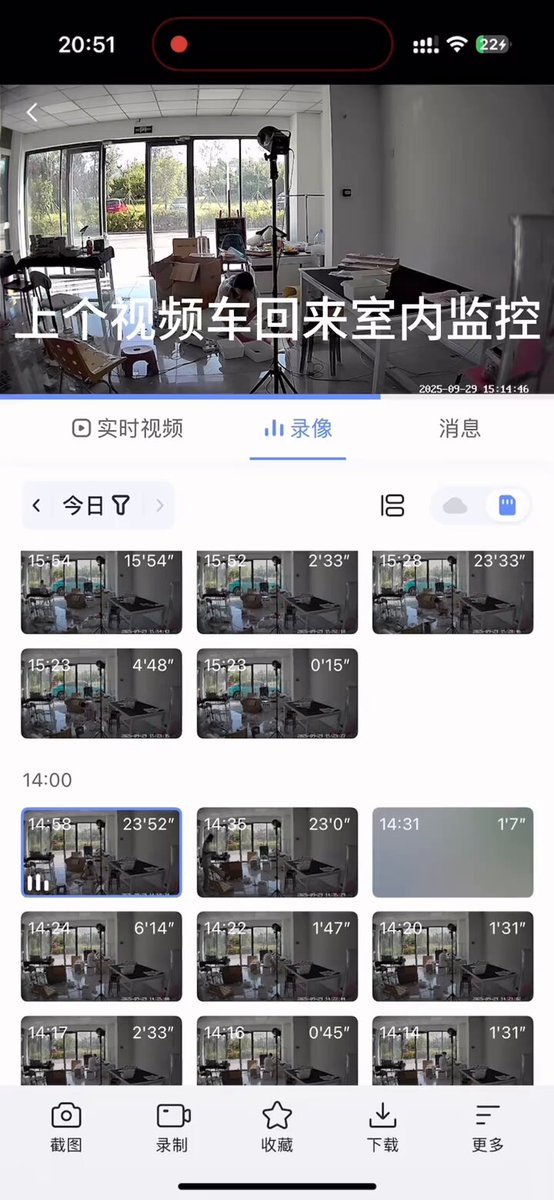 20:51
22
上个视频车回来室内监控
2025-09-29 15:14:46
实时视频
录像
消息
今日
15:54 15'54" 15:52 2'33" 15:28 23'33"
15:23 4'48" 15:23 0'15"
14:00
14:58 23'52" 14:35 23'0" 14:31 1'7"
14:24 6'14" 14:22 1'47" 14:20 1'31"
14:17 2'33" 14:16 0'45" 14:14 1'31"
截图 录制 收藏 下载 更多